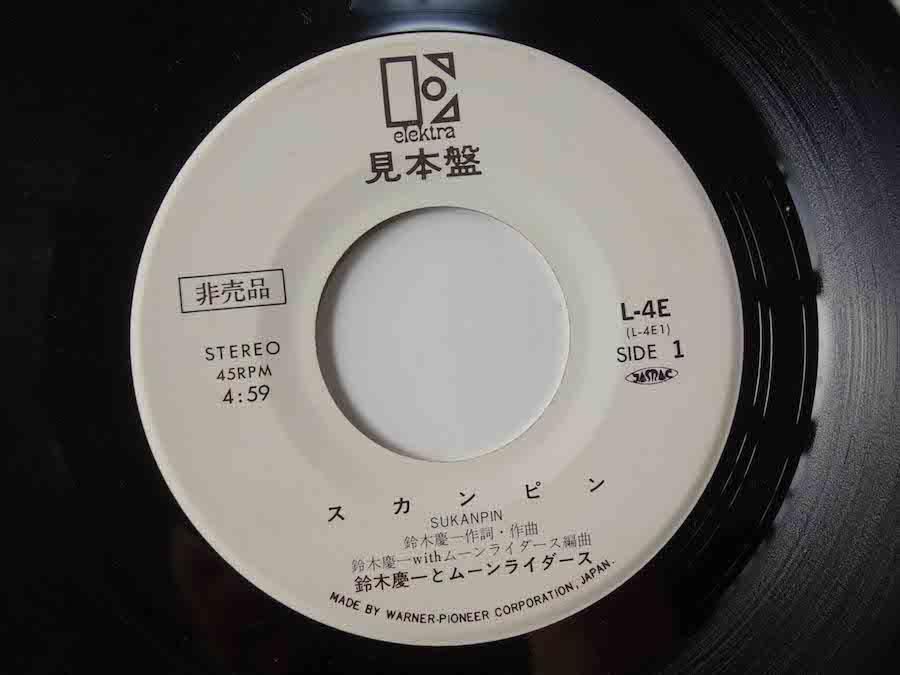 elektra
見本盤
非売品
STEREO
45RPM
4:59
L-4E
(L-4E1)
SIDE 1
JASRAC
スカンピン
SUKANPIN
鈴木慶一作詞・作曲
鈴木慶一withムーンライダース編曲
鈴木慶一とムーンライダース
MADE BY WARNER-PIONEER CORPORATION, JAPAN.